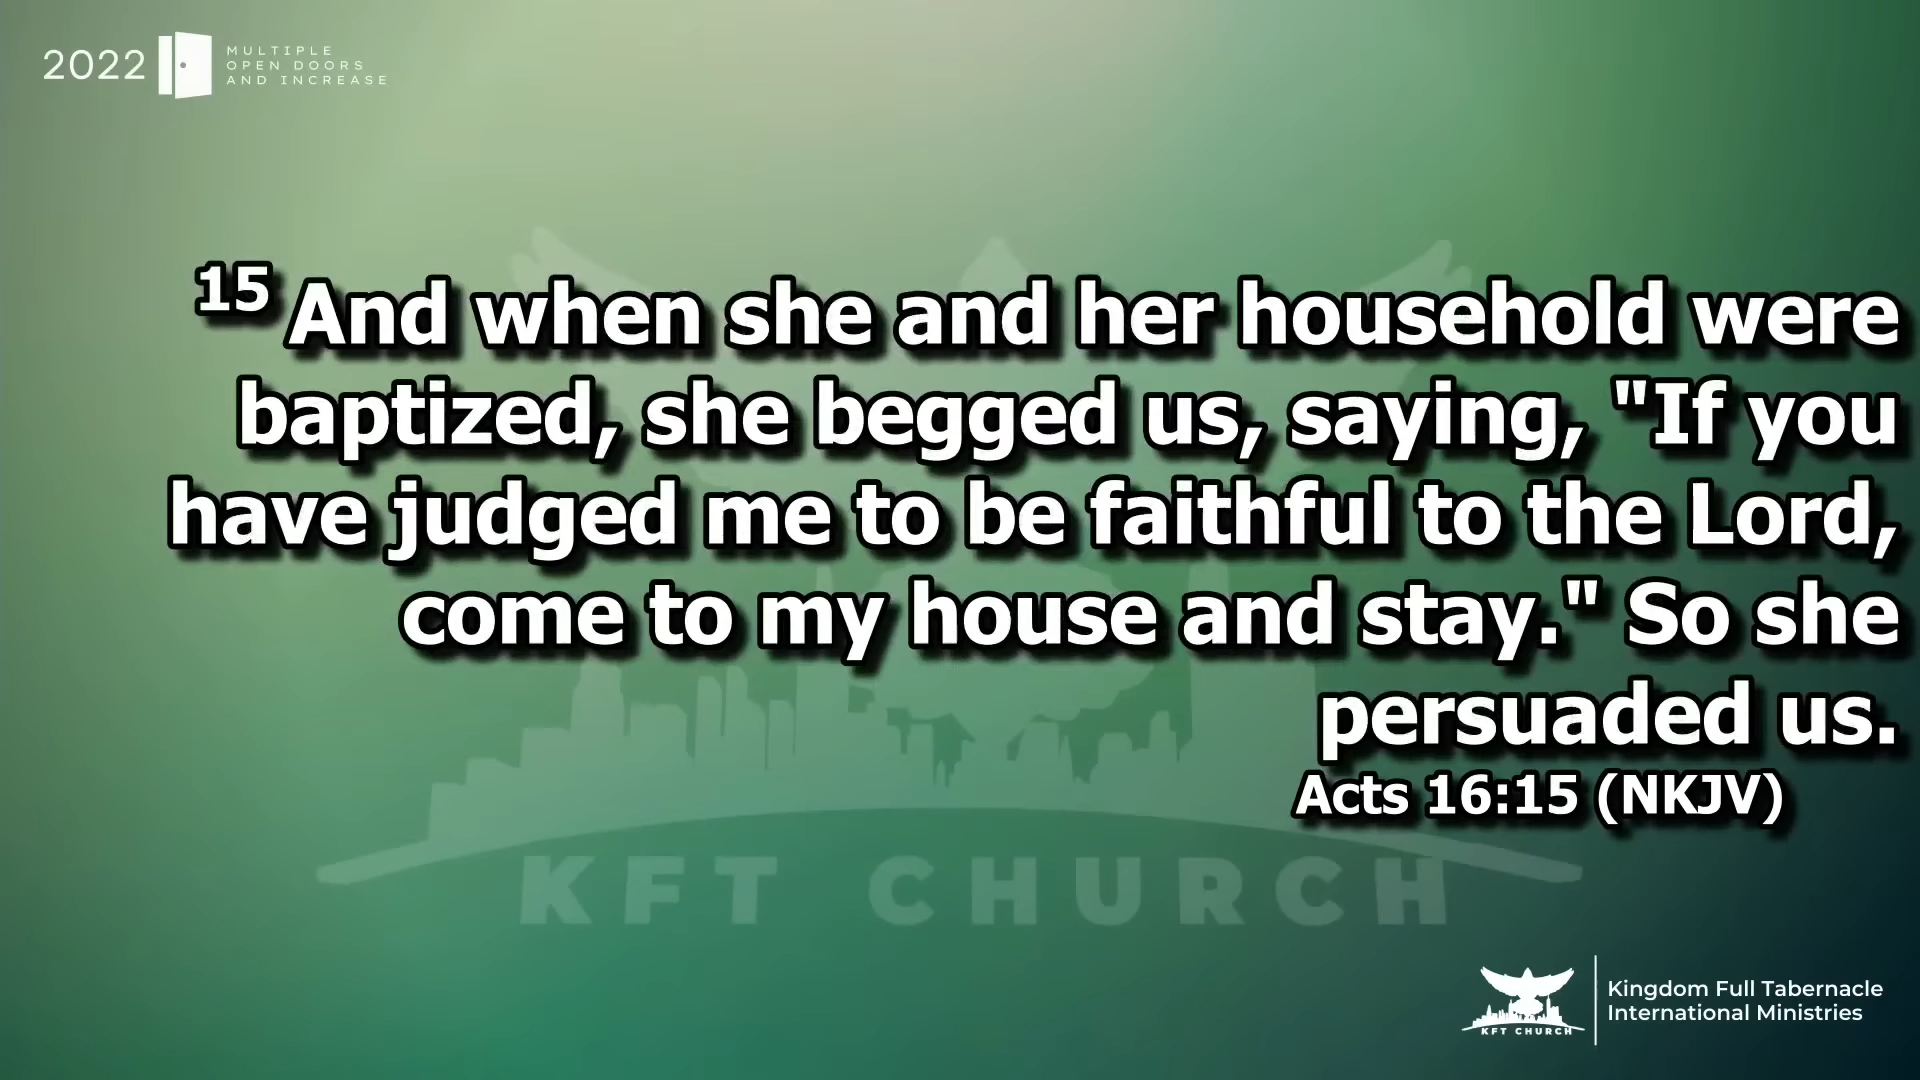 2022
MULTIPLE
OPEN DOORS
AND INCREASE
15 And when she and her household were
baptized, she begged us, saying, "If you
have judged me to be faithful to the Lord,
come to my house and stay." So she
persuaded us.
Acts 16:15 (NKJV)
KFT CHURCH
KFT CHURCH
Kingdom Full Tabernacle
International Ministries